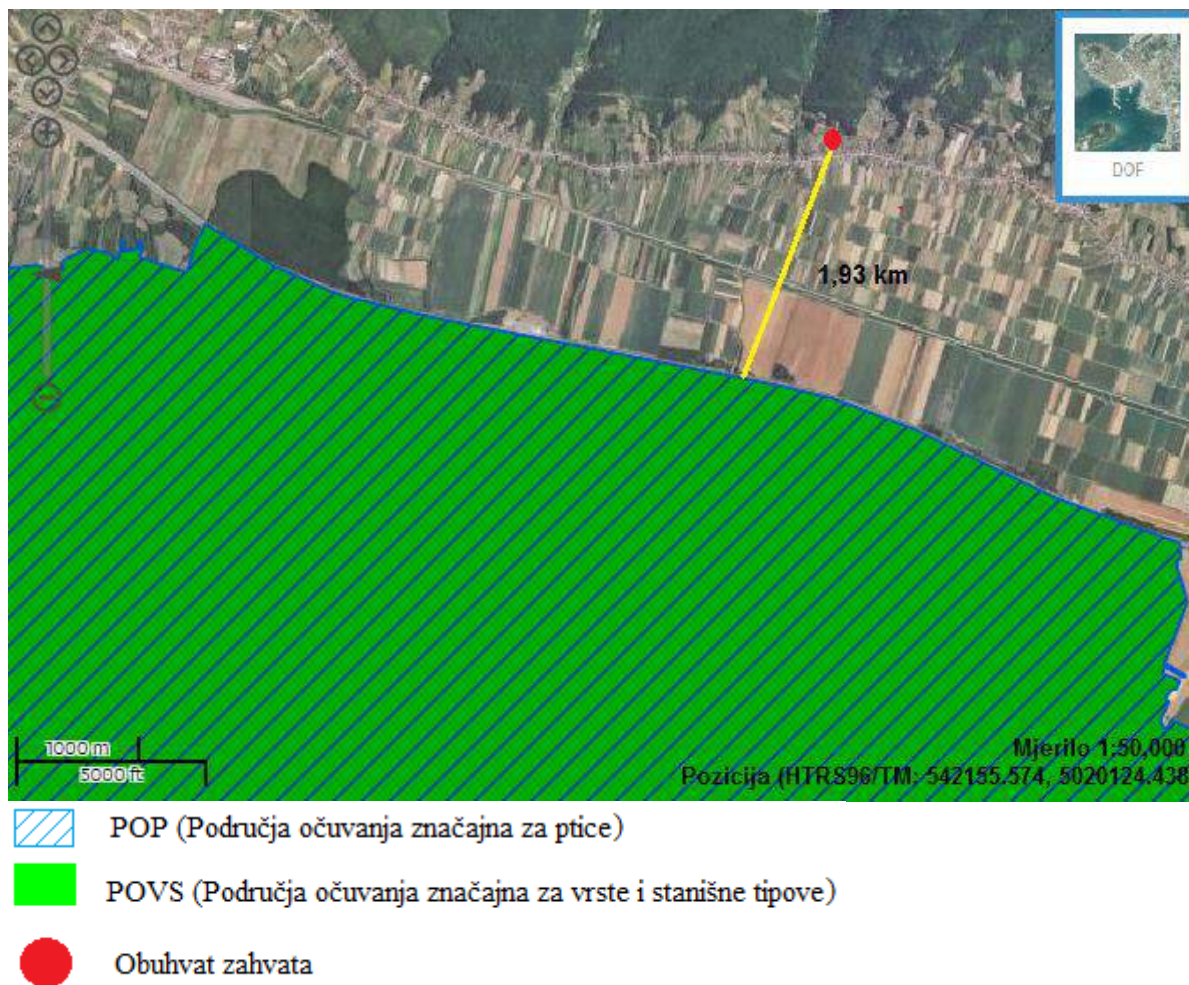 DOF
1,93 km
1000 m
5000 ft
Mjerilo 1:50,000
Pozicija (HTRS96/TM: 542155.574, 5020124.438
POP (Područja očuvanja značajna za ptice)
POVS (Područja očuvanja značajna za vrste i stanišne tipove)
Obuhvat zahvata